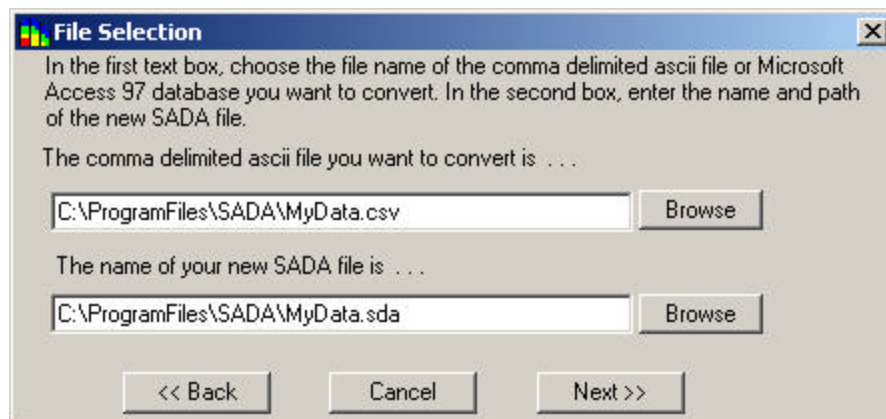 File Selection
In the first text box, choose the file name of the comma delimited ascii file or Microsoft
Access 97 database you want to convert. In the second box, enter the name and path
of the new SADA file.
The comma delimited ascii file you want to convert is . . .
C:\ProgramFiles\SADA\MyData.csv
Browse
The name of your new SADA file is . . .
C:\ProgramFiles\SADA\MyData.sda
Browse
<< Back
Cancel
Next >>